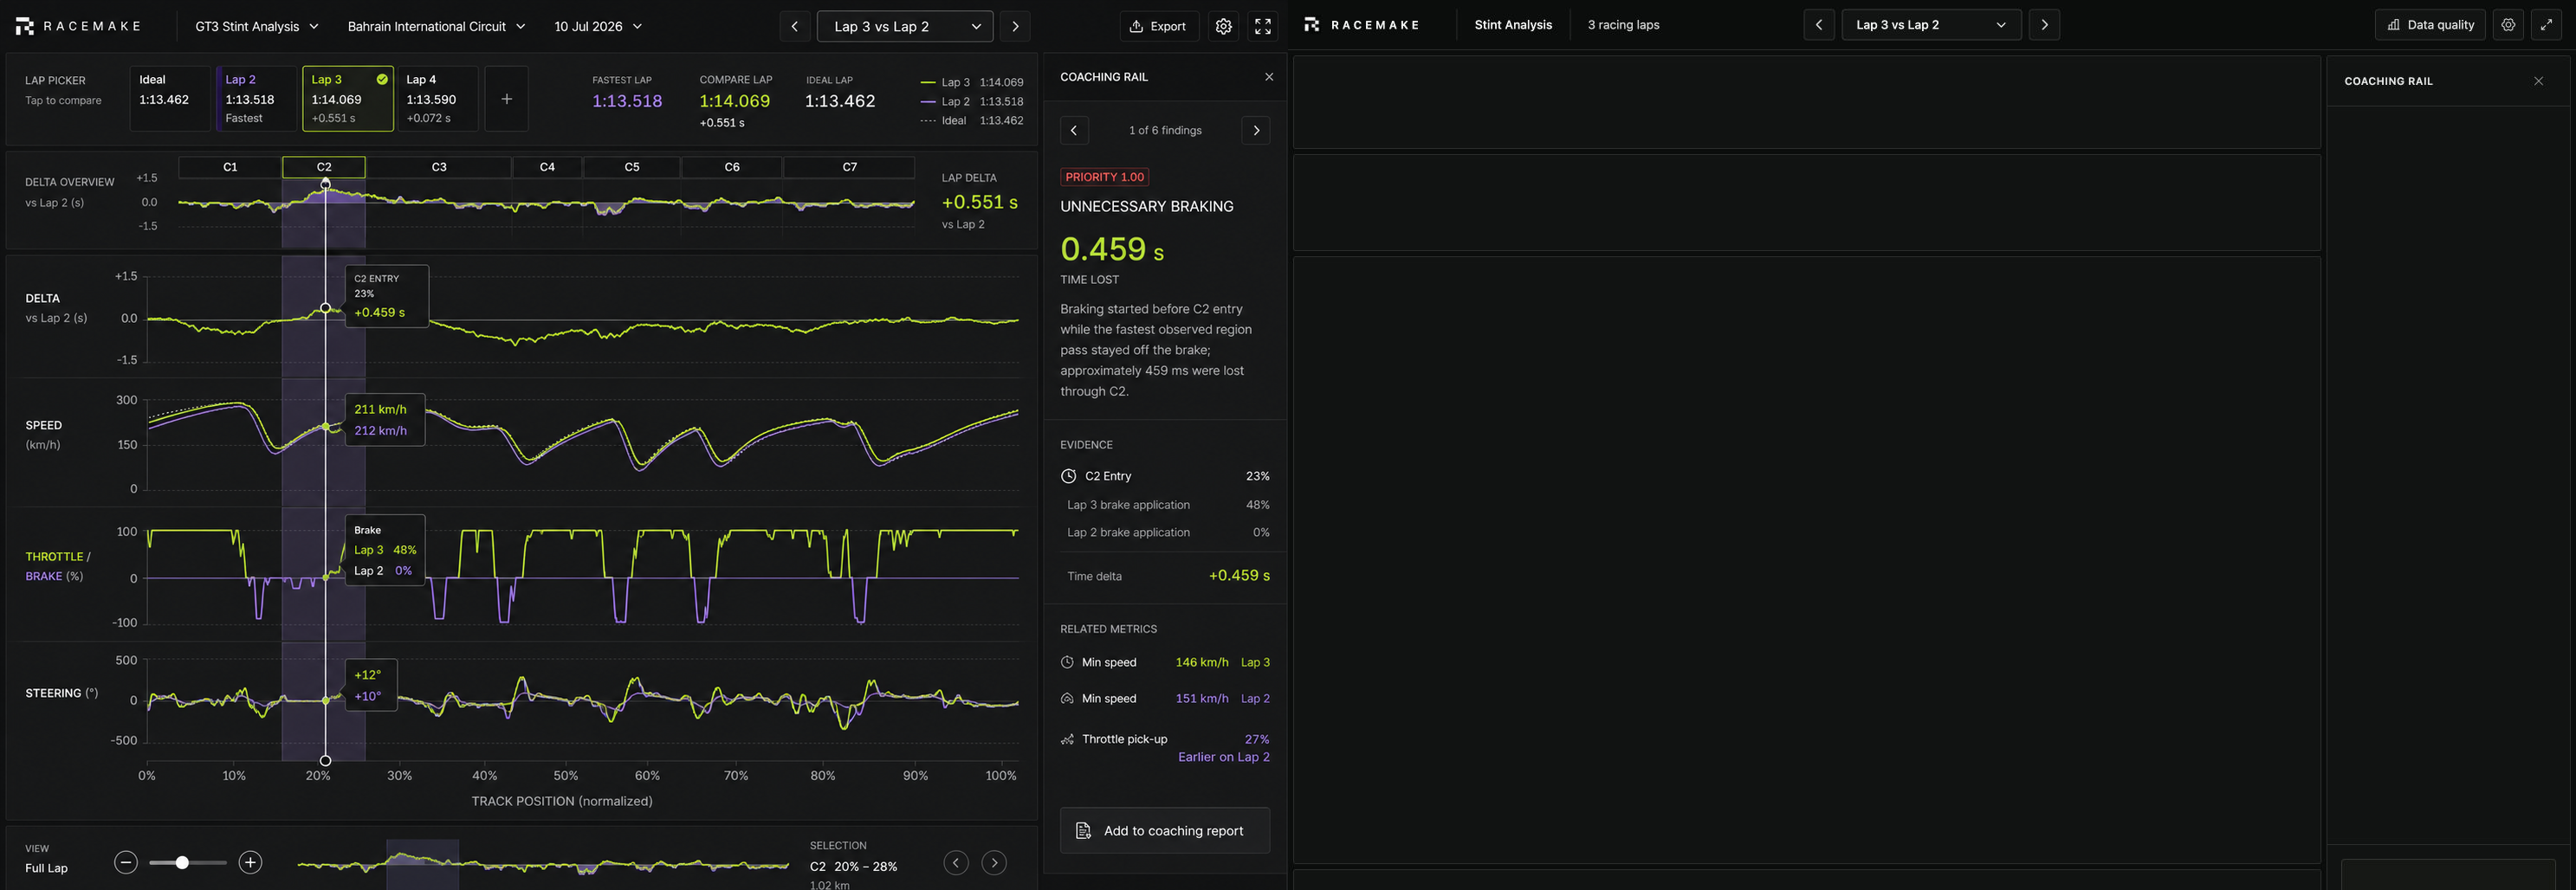 RACEMAKE
GT3 Stint Analysis
Bahrain International Circuit
10 Jul 2026
Lap 3 vs Lap 2
Export
LAP PICKER
Tap to compare
Ideal
1:13.462
Lap 2
1:13.518
Fastest
Lap 3
1:14.069
+0.551 s
Lap 4
1:13.590
+0.072 s
+
FASTEST LAP
1:13.518
COMPARE LAP
1:14.069
+0.551 s
IDEAL LAP
1:13.462
Lap 3 1:14.069
Lap 2 1:13.518
Ideal 1:13.462
DELTA OVERVIEW
vs Lap 2 (s)
+1.5
0.0
-1.5
C1 C2 C3 C4 C5 C6 C7
LAP DELTA
+0.551 s
vs Lap 2
DELTA
vs Lap 2 (s)
+1.5
0.0
-1.5
C2 ENTRY
23%
+0.459 s
SPEED
(km/h)
300
150
0
211 km/h
212 km/h
THROTTLE /
BRAKE (%)
100
0
-100
Brake
Lap 3 48%
Lap 2 0%
STEERING (°)
500
0
-500
+12°
+10°
0% 10% 20% 30% 40% 50% 60% 70% 80% 90% 100%
TRACK POSITION (normalized)
VIEW
Full Lap
SELECTION
C2 20% – 28%
1.02 km
COACHING RAIL
1 of 6 findings
PRIORITY 1.00
UNNECESSARY BRAKING
0.459 s
TIME LOST
Braking started before C2 entry
while the fastest observed region
pass stayed off the brake;
approximately 459 ms were lost
through C2.
EVIDENCE
C2 Entry 23%
Lap 3 brake application 48%
Lap 2 brake application 0%
Time delta +0.459 s
RELATED METRICS
Min speed 146 km/h Lap 3
Min speed 151 km/h Lap 2
Throttle pick-up 27%
Earlier on Lap 2
Add to coaching report
RACEMAKE
Stint Analysis
3 racing laps
Lap 3 vs Lap 2
Data quality
COACHING RAIL